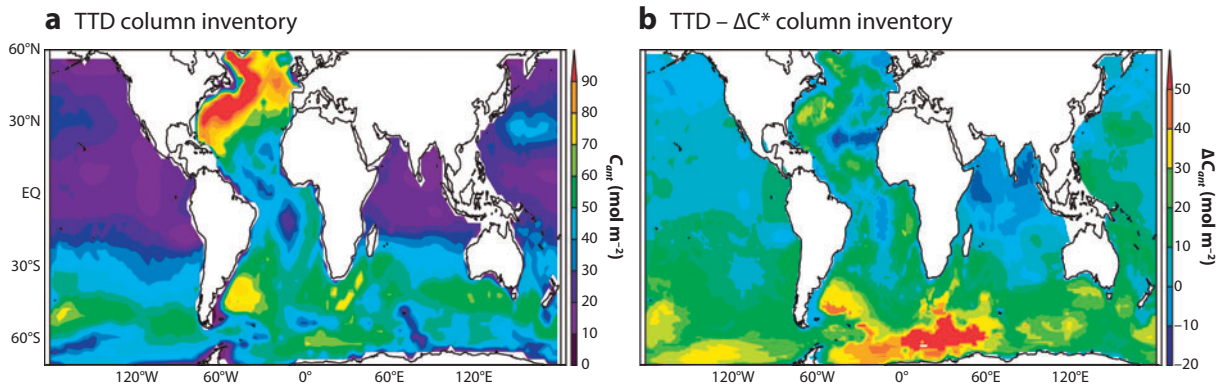 a TTD column inventory
60°N
30°N
EQ
30°S
60°S
120°W 60°W 0° 60°E 120°E
90
80
70
60
50
40
30
20
10
0
C_ant (mol m⁻²)
b TTD – ΔC* column inventory
120°W 60°W 0° 60°E 120°E
50
40
30
20
10
0
−10
−20
ΔC_ant (mol m⁻²)